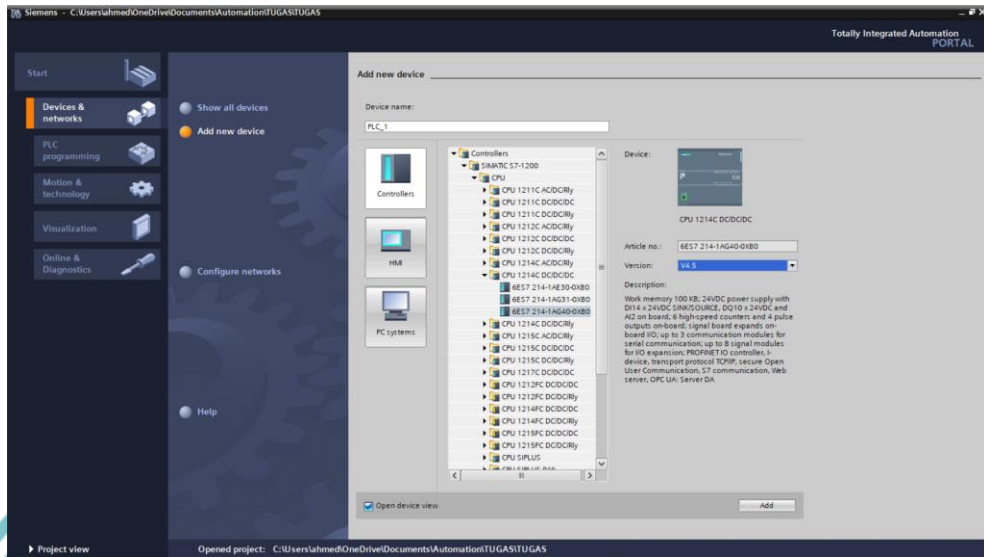 Siemens - C:\Users\ahmed\OneDrive\Documents\Automation\TUGAS\TUGAS
Totally Integrated Automation
PORTAL
Start
Devices &
networks
PLC
programming
Motion &
technology
Visualization
Online &
Diagnostics
Show all devices
Add new device
Configure networks
Help
Add new device
Device name:
PLC_1
Controllers
HMI
PC systems
Controllers
SIMATIC S7-1200
CPU
CPU 1211C AC/DC/Rly
CPU 1211C DC/DC/DC
CPU 1211C DC/DC/Rly
CPU 1212C AC/DC/Rly
CPU 1212C DC/DC/DC
CPU 1212C DC/DC/Rly
CPU 1214C AC/DC/Rly
CPU 1214C DC/DC/DC
6ES7 214-1AE30-0XB0
6ES7 214-1AG31-0XB0
6ES7 214-1AG40-0XB0
CPU 1214C DC/DC/Rly
CPU 1215C AC/DC/Rly
CPU 1215C DC/DC/DC
CPU 1215C DC/DC/Rly
CPU 1217C DC/DC/DC
CPU 1212FC DC/DC/DC
CPU 1212FC DC/DC/Rly
CPU 1214FC DC/DC/DC
CPU 1214FC DC/DC/Rly
CPU 1215FC DC/DC/DC
CPU 1215FC DC/DC/Rly
CPU SIPLUS
Device:
CPU 1214C DC/DC/DC
Article no.: 6ES7 214-1AG40-0XB0
Version: V4.5
Description:
Work memory 100 KB; 24VDC power supply with
DI14 x 24VDC SINK/SOURCE, DQ10 x 24VDC and
AI2 on board; 6 high-speed counters and 4 pulse
outputs on-board; signal board expands on-
board I/O; up to 3 communication modules for
serial communication; up to 8 signal modules
for I/O expansion; PROFINET IO controller, I-
device, transport protocol TCP/IP, secure Open
User Communication, S7 communication, Web
server, OPC UA: Server DA
Open device view
Add
Project view
Opened project: C:\Users\ahmed\OneDrive\Documents\Automation\TUGAS\TUGAS